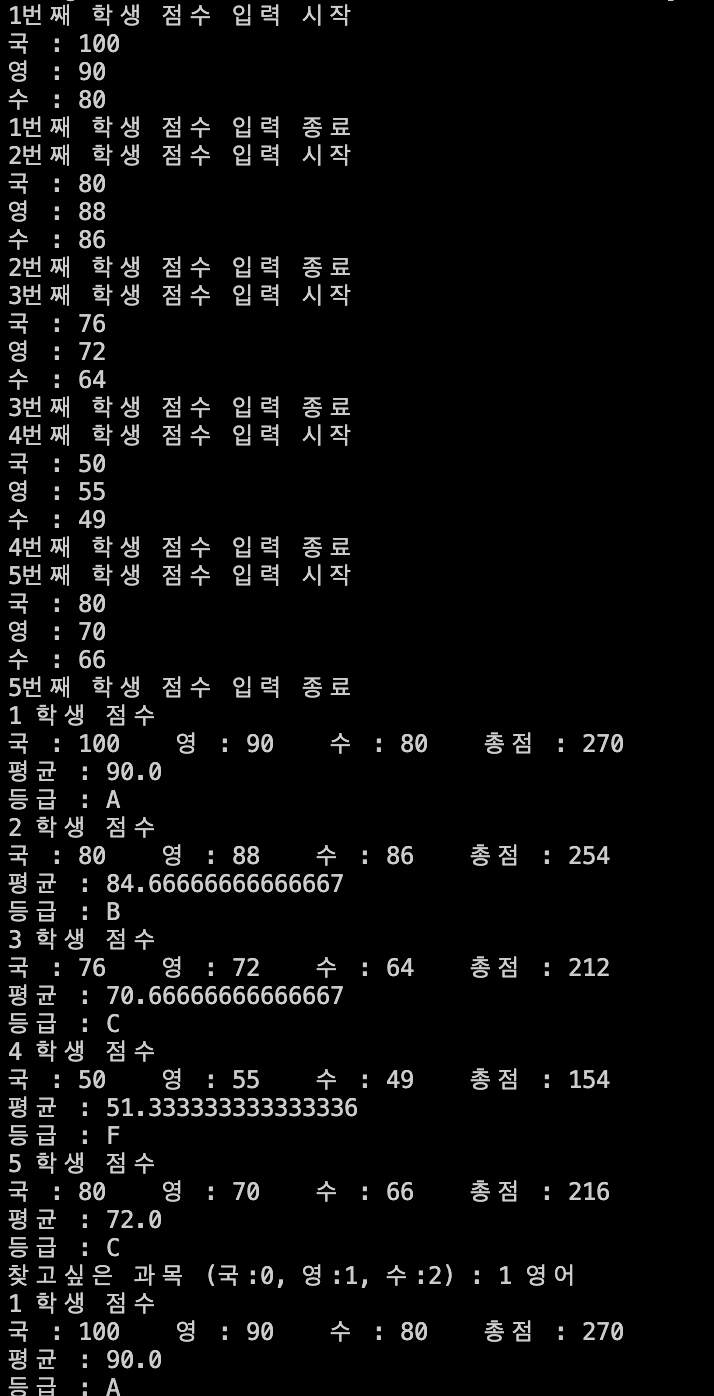 1번째 학생 점수 입력 시작
국 : 100
영 : 90
수 : 80
1번째 학생 점수 입력 종료
2번째 학생 점수 입력 시작
국 : 80
영 : 88
수 : 86
2번째 학생 점수 입력 종료
3번째 학생 점수 입력 시작
국 : 76
영 : 72
수 : 64
3번째 학생 점수 입력 종료
4번째 학생 점수 입력 시작
국 : 50
영 : 55
수 : 49
4번째 학생 점수 입력 종료
5번째 학생 점수 입력 시작
국 : 80
영 : 70
수 : 66
5번째 학생 점수 입력 종료
1 학생 점수
국 : 100    영 : 90    수 : 80    총점 : 270
평균 : 90.0
등급 : A
2 학생 점수
국 : 80    영 : 88    수 : 86    총점 : 254
평균 : 84.66666666666667
등급 : B
3 학생 점수
국 : 76    영 : 72    수 : 64    총점 : 212
평균 : 70.66666666666667
등급 : C
4 학생 점수
국 : 50    영 : 55    수 : 49    총점 : 154
평균 : 51.333333333333336
등급 : F
5 학생 점수
국 : 80    영 : 70    수 : 66    총점 : 216
평균 : 72.0
등급 : C
찾고싶은 과목 (국:0, 영:1, 수:2) : 1 영어
1 학생 점수
국 : 100    영 : 90    수 : 80    총점 : 270
평균 : 90.0
등급 : A